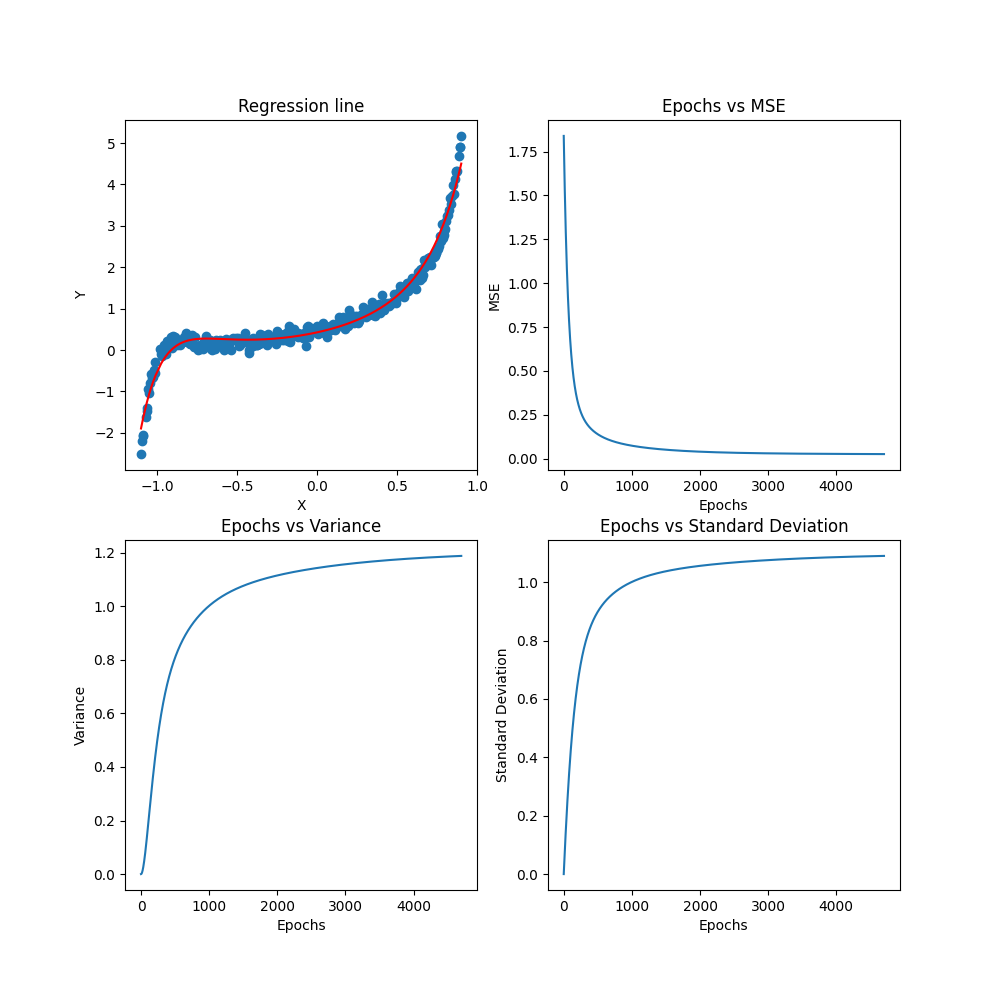 Regression line
5
4
3
2
1
0
−1
−2
Y
−1.0 −0.5 0.0 0.5 1.0
X
Epochs vs MSE
1.75
1.50
1.25
1.00
0.75
0.50
0.25
0.00
MSE
0 1000 2000 3000 4000
Epochs
Epochs vs Variance
1.2
1.0
0.8
0.6
0.4
0.2
0.0
Variance
0 1000 2000 3000 4000
Epochs
Epochs vs Standard Deviation
1.0
0.8
0.6
0.4
0.2
0.0
Standard Deviation
0 1000 2000 3000 4000
Epochs